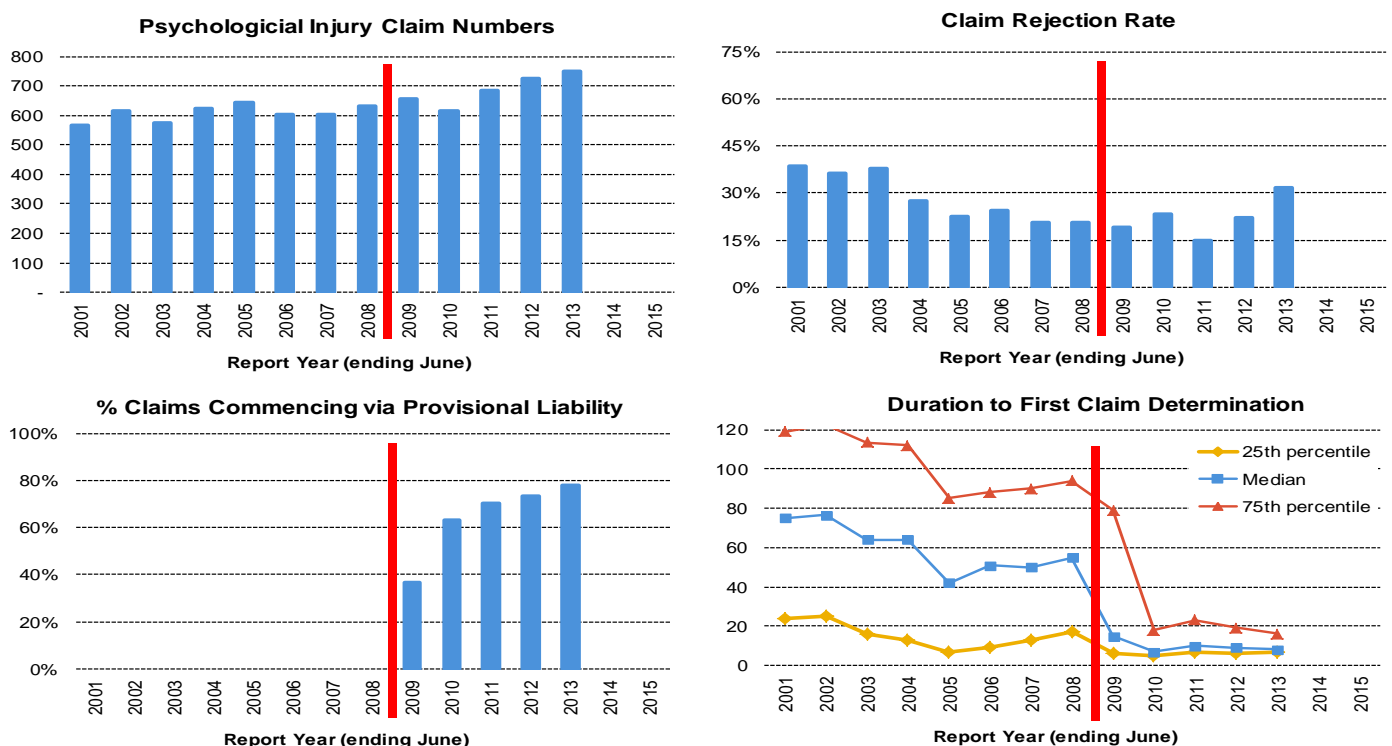 Psychologicial Injury Claim Numbers
800
700
600
500
400
300
200
100
-
2001 2002 2003 2004 2005 2006 2007 2008 2009 2010 2011 2012 2013 2014 2015
Report Year (ending June)
Claim Rejection Rate
75%
60%
45%
30%
15%
0%
2001 2002 2003 2004 2005 2006 2007 2008 2009 2010 2011 2012 2013 2014 2015
Report Year (ending June)
% Claims Commencing via Provisional Liability
100%
80%
60%
40%
20%
0%
2001 2002 2003 2004 2005 2006 2007 2008 2009 2010 2011 2012 2013 2014 2015
Report Year (ending June)
Duration to First Claim Determination
120
100
80
60
40
20
0
25th percentile
Median
75th percentile
2001 2002 2003 2004 2005 2006 2007 2008 2009 2010 2011 2012 2013 2014 2015
Report Year (ending June)